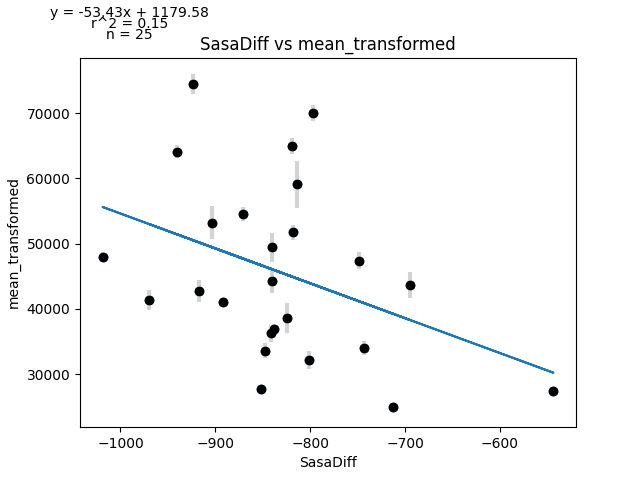 y = -53.43x + 1179.58
r^2 = 0.15
n = 25
SasaDiff vs mean_transformed
70000
60000
50000
40000
30000
mean_transformed
−1000
−900
−800
−700
−600
SasaDiff